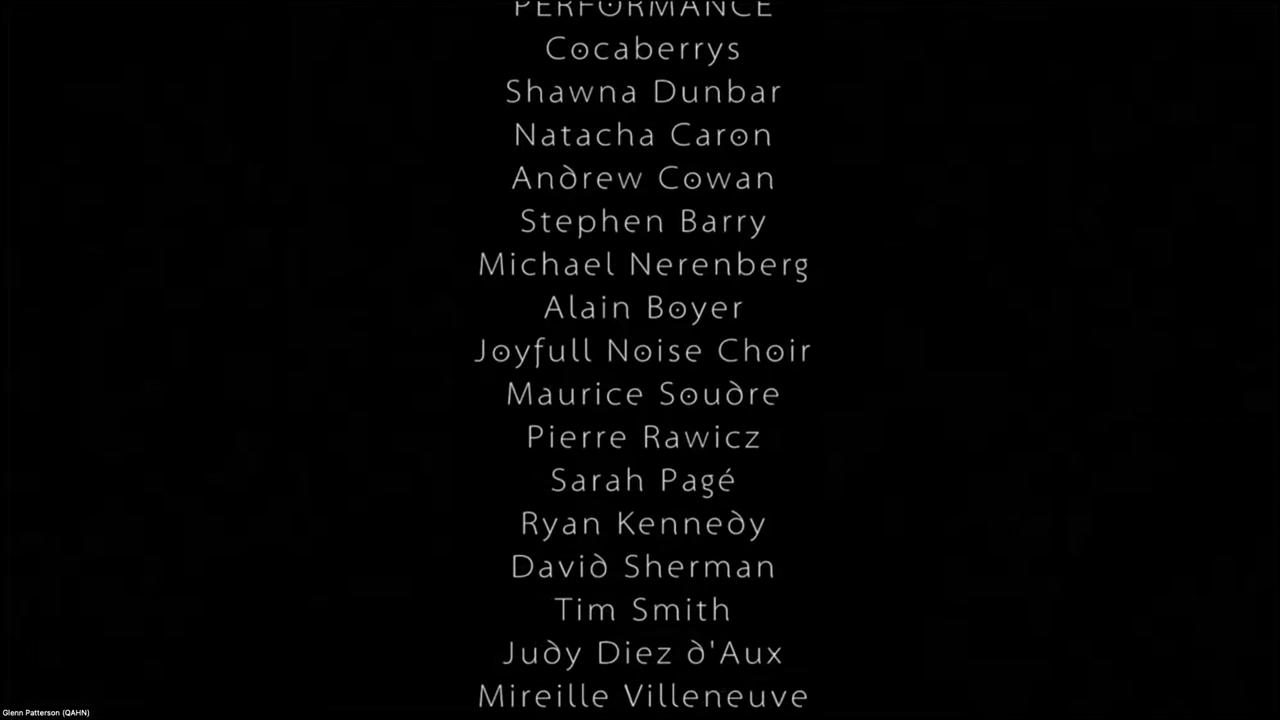 PERFORMANCE
Cocaberrys
Shawna Dunbar
Natacha Caron
Andrew Cowan
Stephen Barry
Michael Nerenberg
Alain Boyer
Joyfull Noise Choir
Maurice Soudre
Pierre Rawicz
Sarah Pagé
Ryan Kennedy
David Sherman
Tim Smith
Judy Diez d'Aux
Mireille Villeneuve
Glenn Patterson (QAHN)